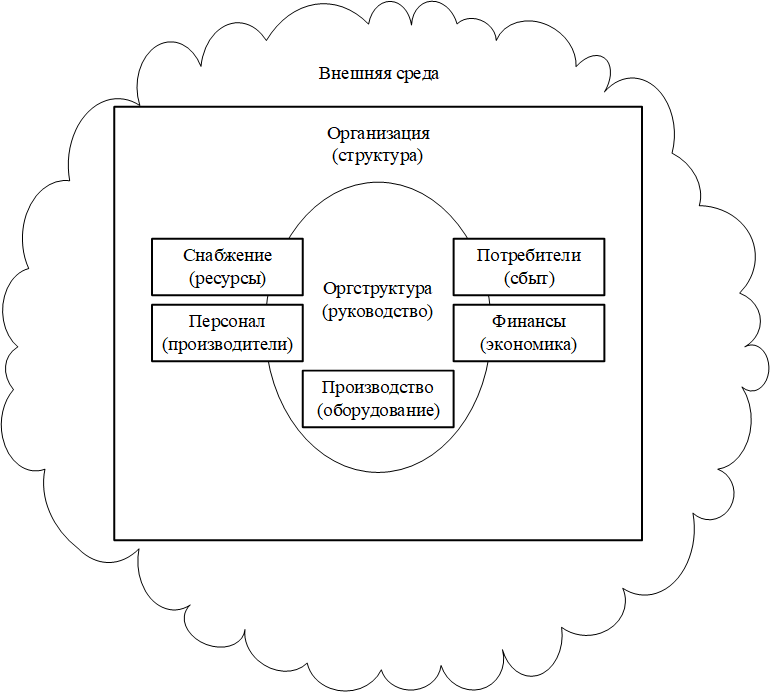 Внешняя среда
Организация
(структура)
Снабжение
(ресурсы)
Потребители
(сбыт)
Оргструктура
(руководство)
Персонал
(производители)
Финансы
(экономика)
Производство
(оборудование)